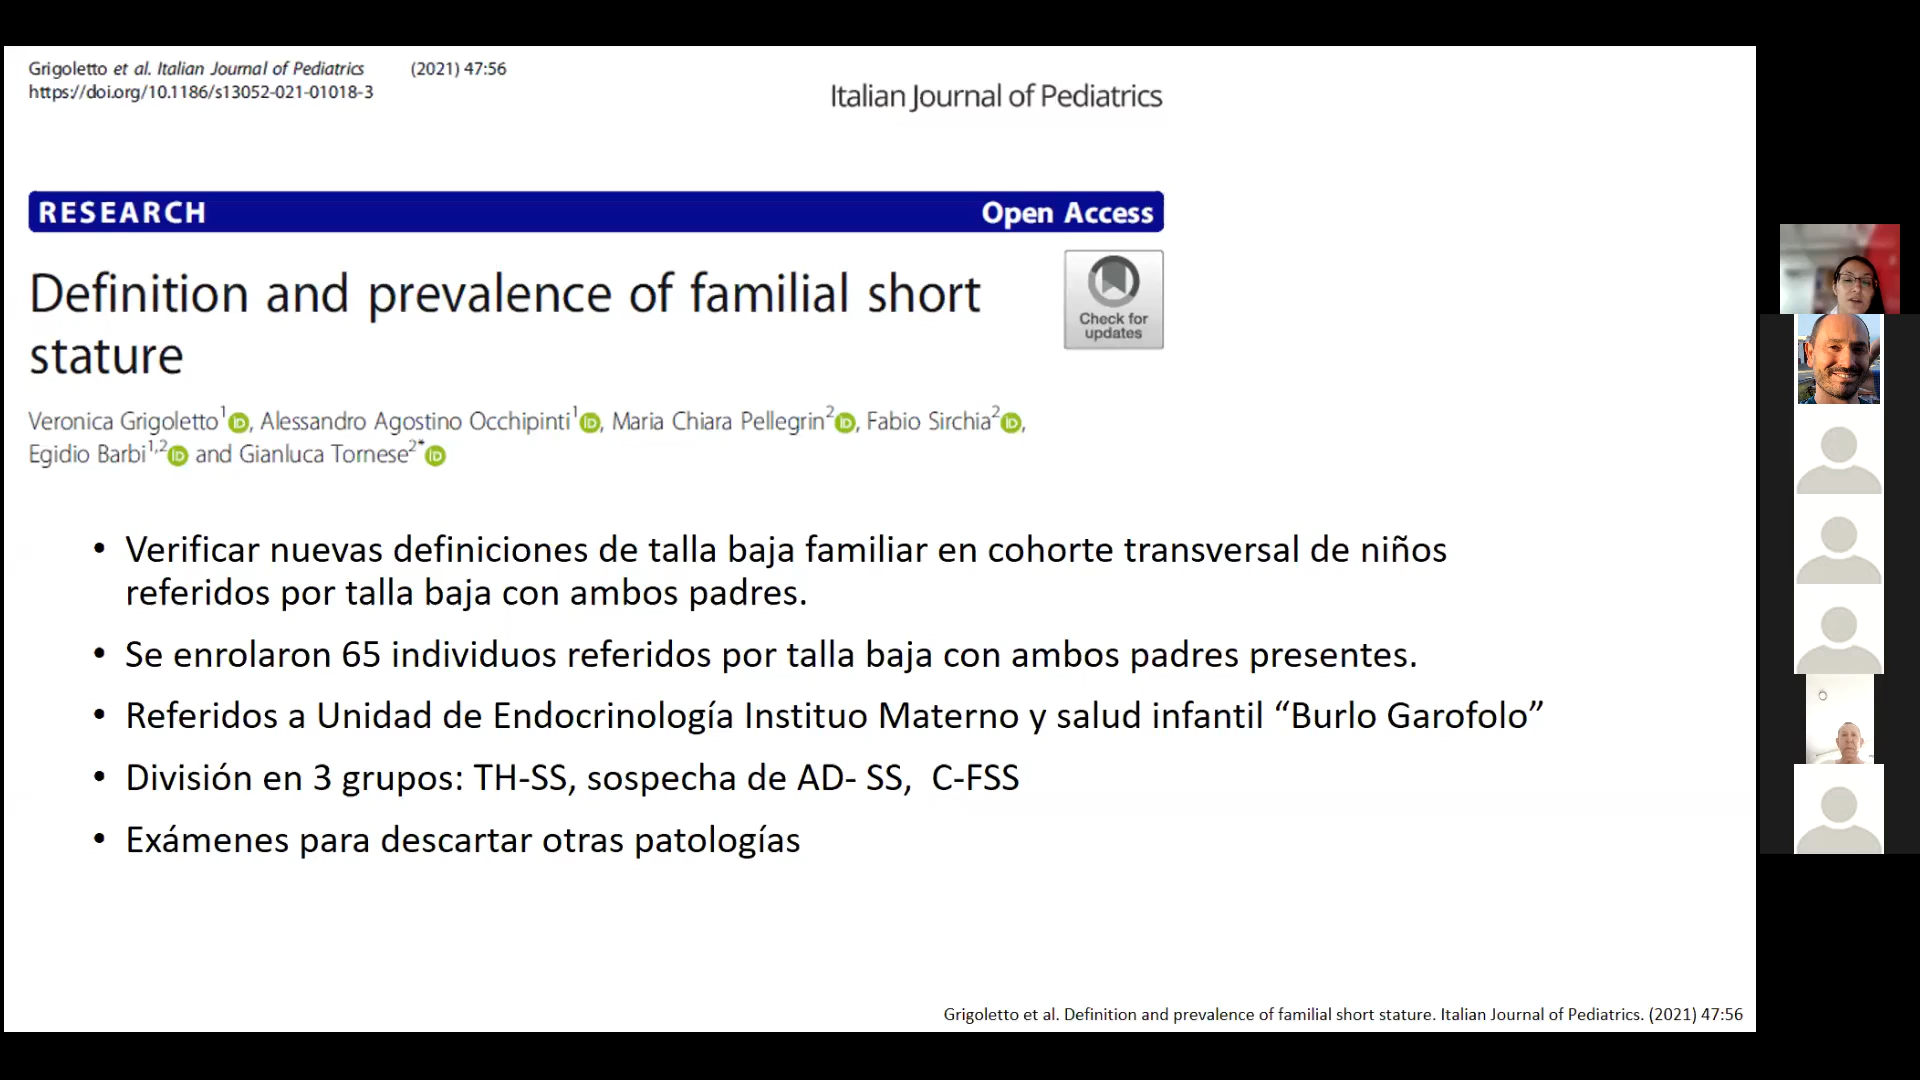 Grigoletto et al. Italian Journal of Pediatrics (2021) 47:56
https://doi.org/10.1186/s13052-021-01018-3
Italian Journal of Pediatrics
RESEARCH Open Access
Definition and prevalence of familial short
stature
Check for
updates
Veronica Grigoletto1, Alessandro Agostino Occhipinti1, Maria Chiara Pellegrin2, Fabio Sirchia2,
Egidio Barbi1,2 and Gianluca Tornese2*
• Verificar nuevas definiciones de talla baja familiar en cohorte transversal de niños
referidos por talla baja con ambos padres.
• Se enrolaron 65 individuos referidos por talla baja con ambos padres presentes.
• Referidos a Unidad de Endocrinología Instituo Materno y salud infantil “Burlo Garofolo”
• División en 3 grupos: TH-SS, sospecha de AD- SS, C-FSS
• Exámenes para descartar otras patologías
Grigoletto et al. Definition and prevalence of familial short stature. Italian Journal of Pediatrics. (2021) 47:56